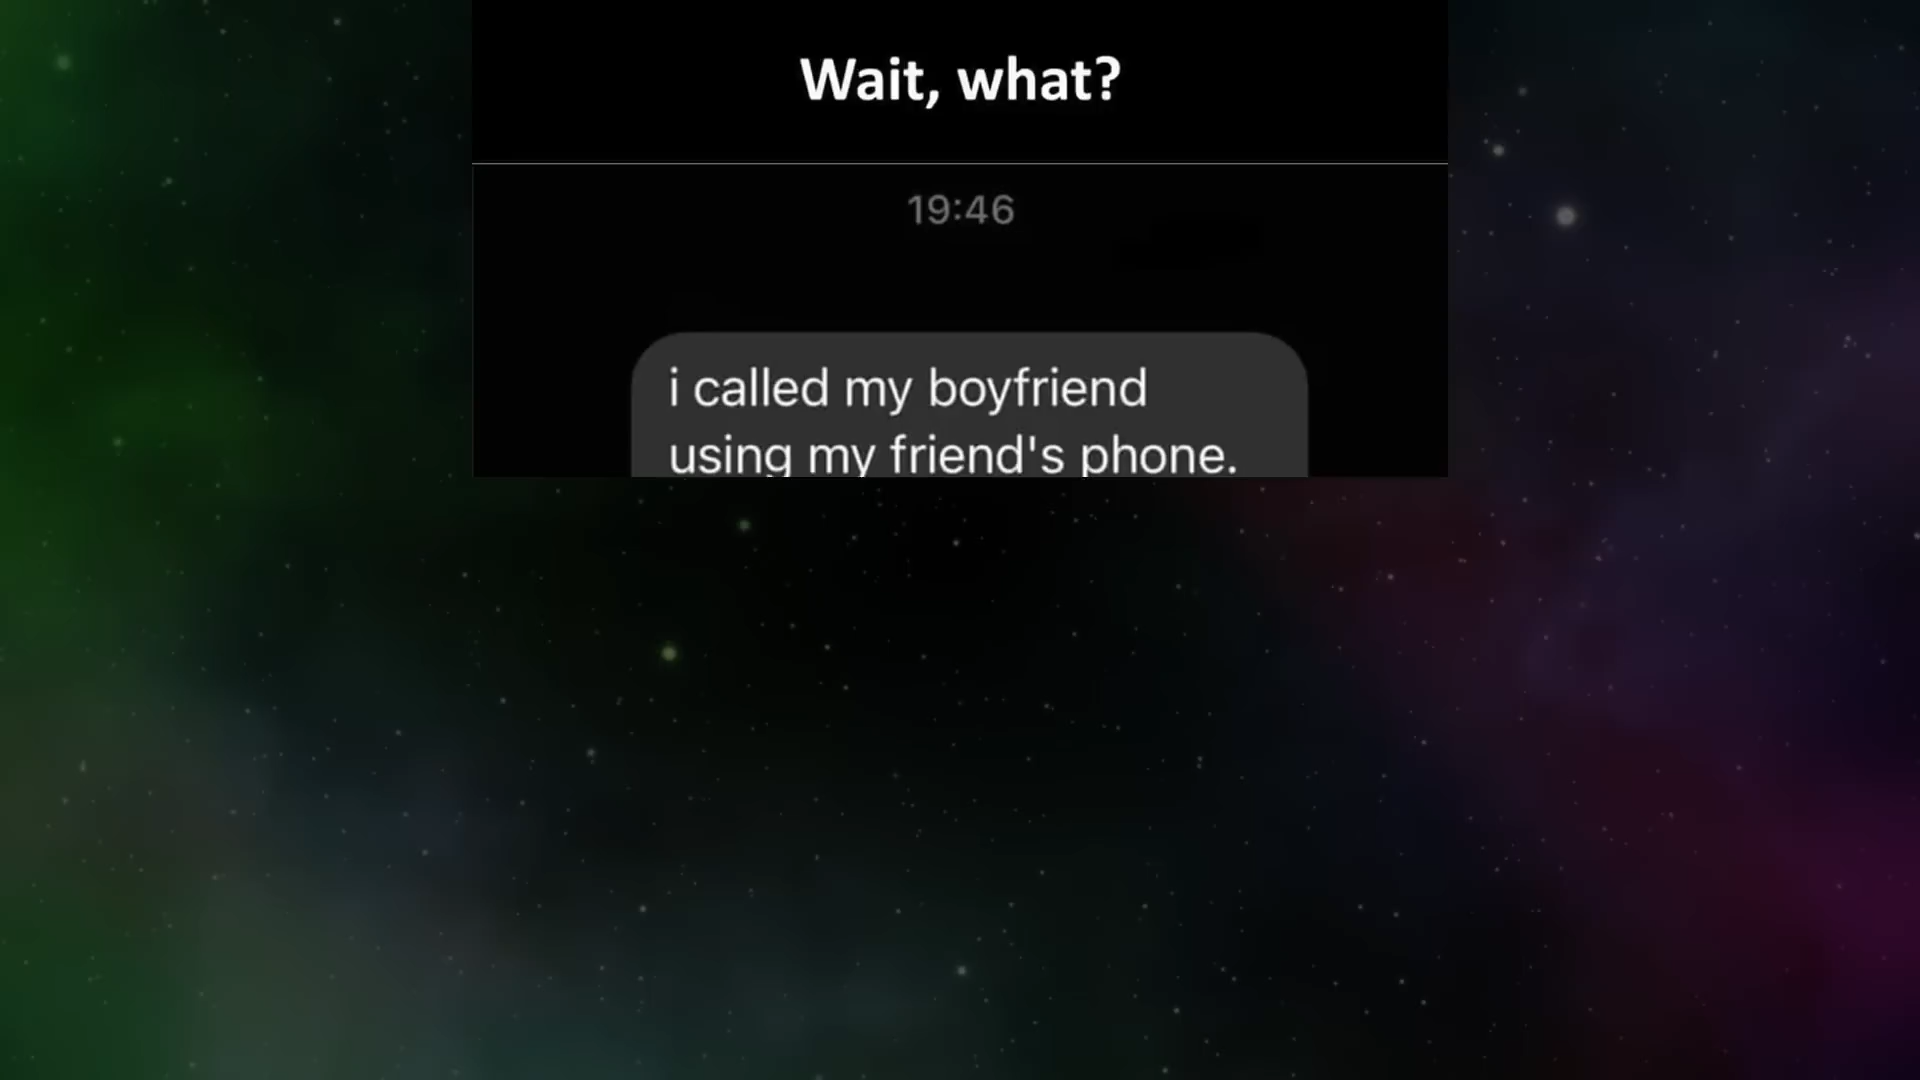 Wait, what?
19:46
i called my boyfriend
using my friend's phone.